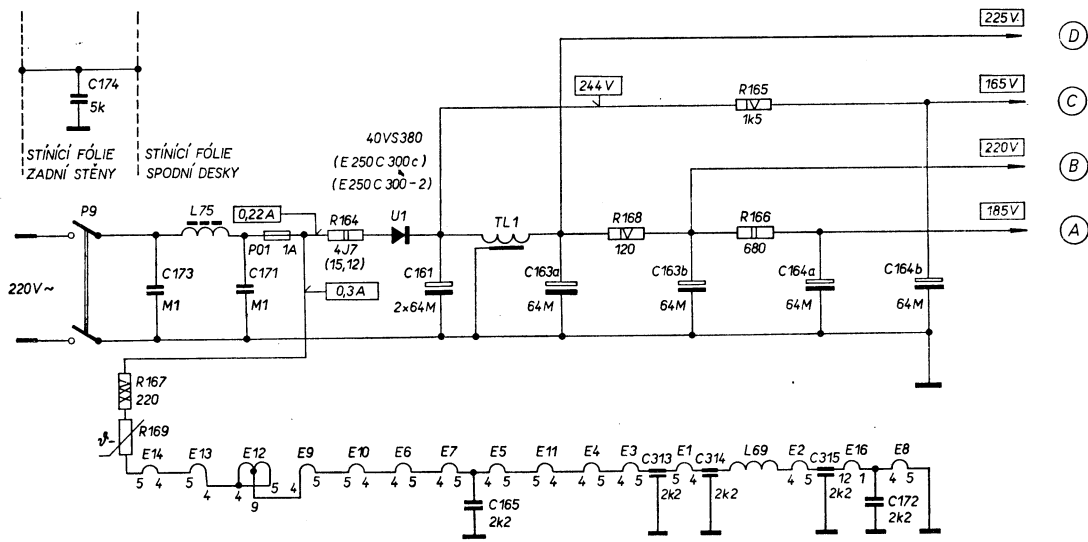 225V.
D
C174
5k
244V
R165
1k5
165V
C
40VS380
(E250C300c)
(E250C300-2)
STÍNÍCÍ FÓLIE
ZADNÍ STĚNY
STÍNÍCÍ FÓLIE
SPODNÍ DESKY
220V
B
P9
L75
0,22A
R164
U1
TL1
R168
R166
185V
A
P01
1A
4J7
(15,12)
120
680
220V~
C173
M1
C171
M1
0,3A
C161
2×64M
C163a
64M
C163b
64M
C164a
64M
C164b
64M
R167
220
ϑ-
R169
E14
E13
E12
E9
E10
E6
E7
E5
E11
E4
E3
C313
E1
C314
L69
E2
C315
E16
E8
5 4 5 4 4 5 4 5 5 4 4 5 4 5 4 5 4 5 4 5 4 5 5 4 4 5 12 1 4 5
9
2k2
2k2
2k2
C165
2k2
C172
2k2